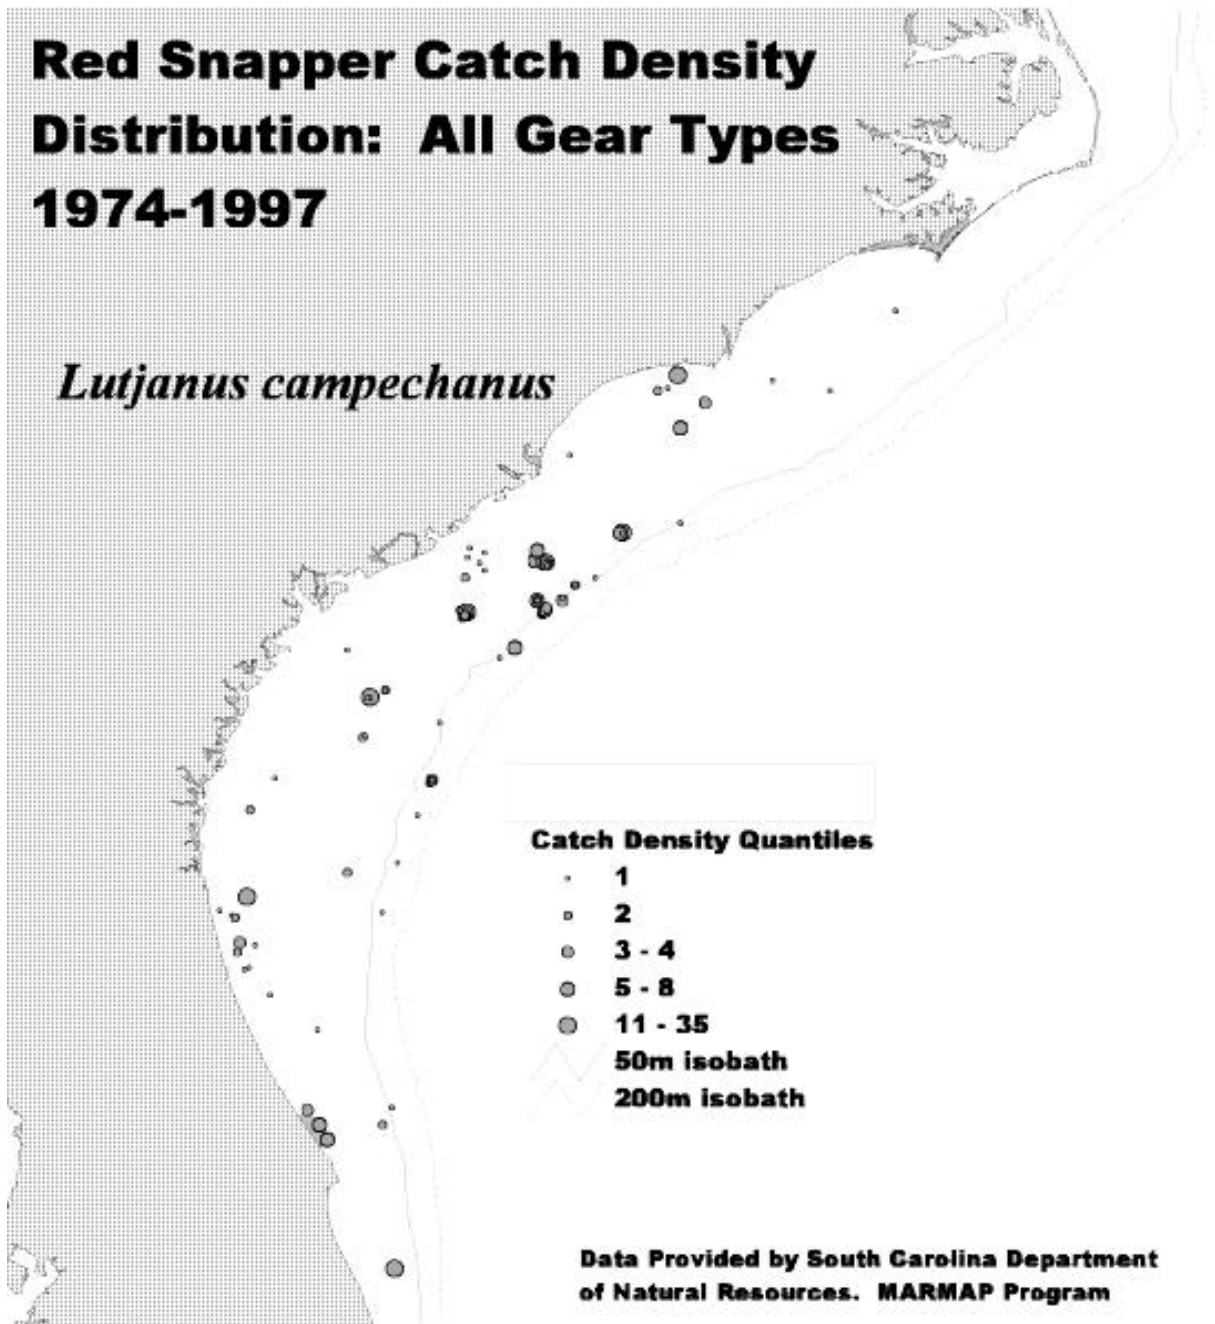 Red Snapper Catch Density
Distribution: All Gear Types
1974-1997
Lutjanus campechanus
Catch Density Quantiles
1
2
3 - 4
5 - 8
11 - 35
50m isobath
200m isobath
Data Provided by South Carolina Department
of Natural Resources. MARMAP Program